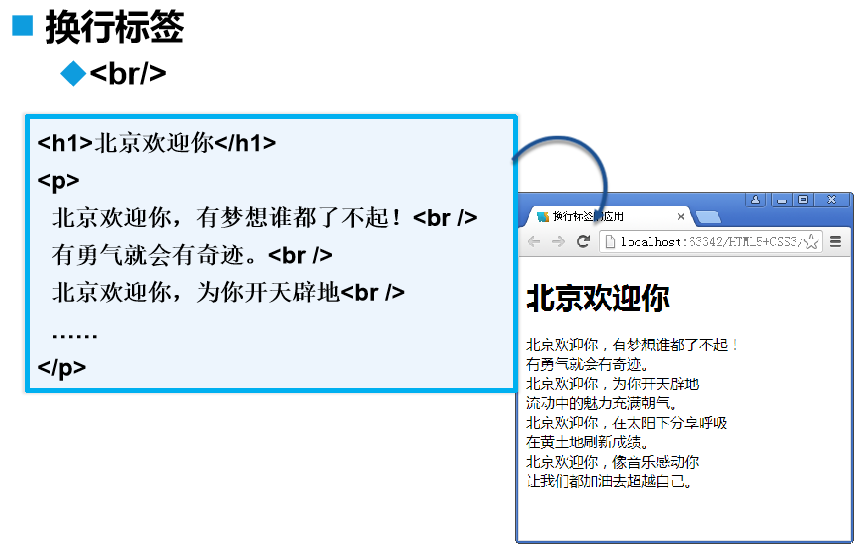 换行标签
<br/>
<h1>北京欢迎你</h1>
<p>
北京欢迎你，有梦想谁都了不起！<br />
有勇气就会有奇迹。<br />
北京欢迎你，为你开天辟地<br />
……
</p>
换行标签的应用
localhost:63342/HTML5+CSS3/
北京欢迎你
北京欢迎你，有梦想谁都了不起！
有勇气就会有奇迹。
北京欢迎你，为你开天辟地
流动中的魅力充满朝气。
北京欢迎你，在太阳下分享呼吸
在黄土地刷新成绩。
北京欢迎你，像音乐感动你
让我们都加油去超越自己。